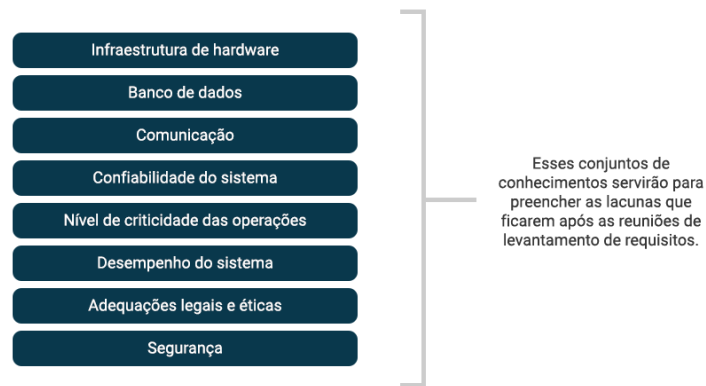 Infraestrutura de hardware
Banco de dados
Comunicação
Confiabilidade do sistema
Nível de criticidade das operações
Desempenho do sistema
Adequações legais e éticas
Segurança
Esses conjuntos de
conhecimentos servirão para
preencher as lacunas que
ficarem após as reuniões de
levantamento de requisitos.